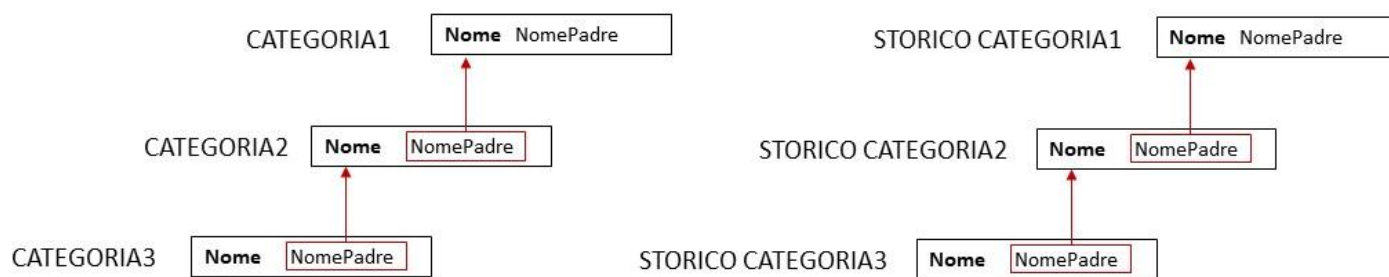 CATEGORIA1 Nome NomePadre
STORICO CATEGORIA1 Nome NomePadre
CATEGORIA2 Nome NomePadre
STORICO CATEGORIA2 Nome NomePadre
CATEGORIA3 Nome NomePadre
STORICO CATEGORIA3 Nome NomePadre